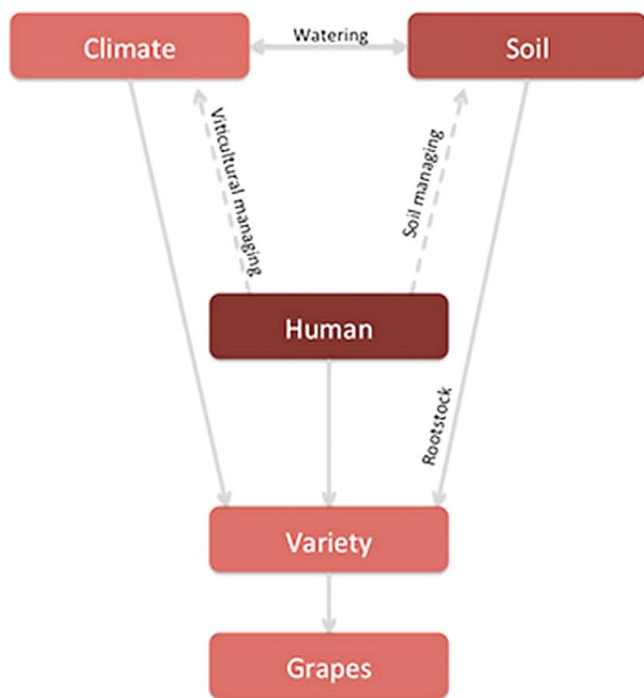 Climate
Watering
Soil
Viticultural managing
Soil managing
Human
Rootstock
Variety
Grapes